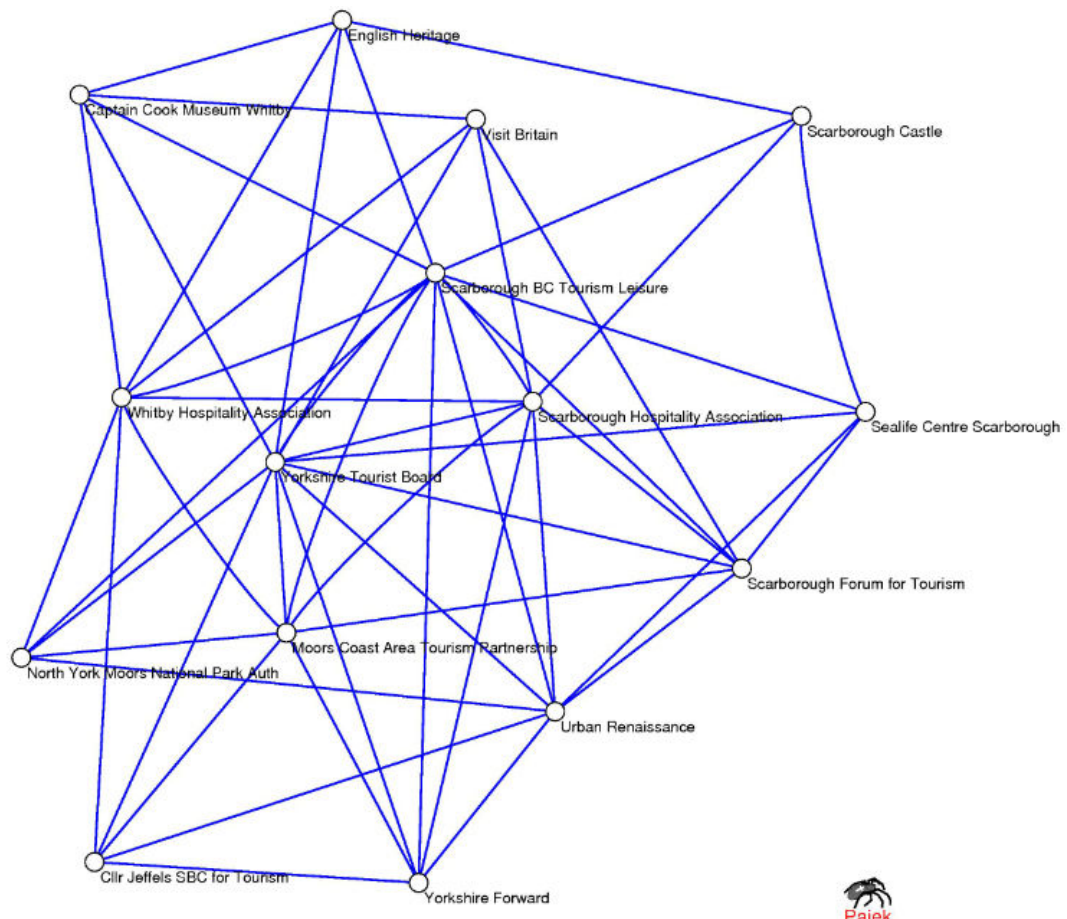 English Heritage
Captain Cook Museum Whitby
Visit Britain
Scarborough Castle
Scarborough BC Tourism Leisure
Whitby Hospitality Association
Scarborough Hospitality Association
Sealife Centre Scarborough
Yorkshire Tourist Board
Scarborough Forum for Tourism
Moors Coast Area Tourism Partnership
North York Moors National Park Auth
Urban Renaissance
Cllr Jeffels SBC for Tourism
Yorkshire Forward
Pajek